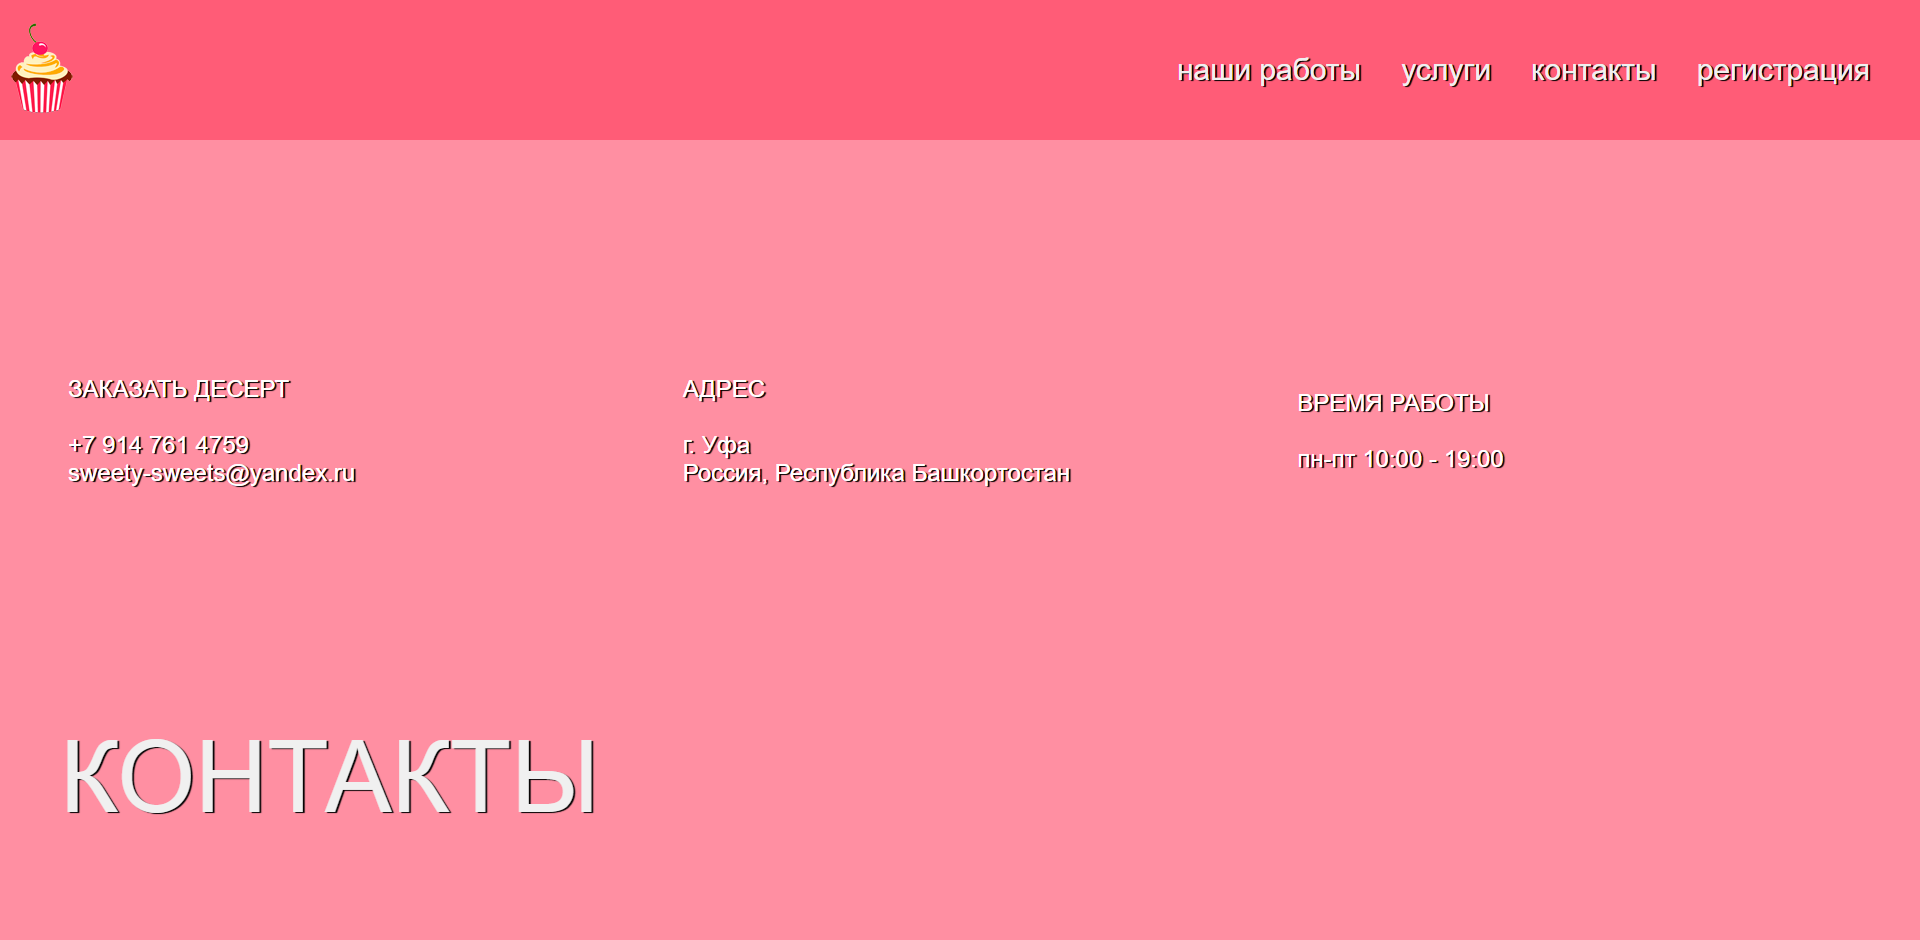 наши работы услуги контакты регистрация
ЗАКАЗАТЬ ДЕСЕРТ
+7 914 761 4759
sweety-sweets@yandex.ru
АДРЕС
г. Уфа
Россия, Республика Башкортостан
ВРЕМЯ РАБОТЫ
пн-пт 10:00 - 19:00
КОНТАКТЫ